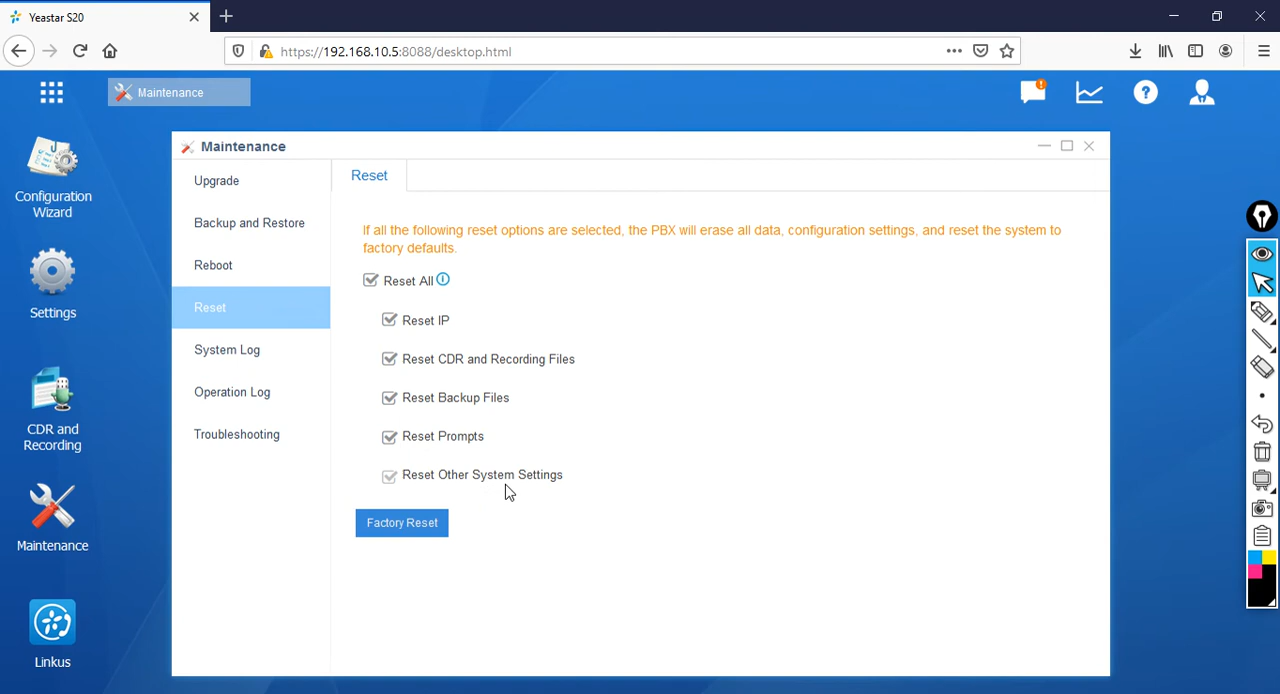 Yeastar S20
https://192.168.10.5:8088/desktop.html
Maintenance
Configuration
Wizard
Settings
CDR and
Recording
Maintenance
Linkus
Maintenance
Upgrade
Backup and Restore
Reboot
Reset
System Log
Operation Log
Troubleshooting
Reset
If all the following reset options are selected, the PBX will erase all data, configuration settings, and reset the system to
factory defaults.
Reset All
Reset IP
Reset CDR and Recording Files
Reset Backup Files
Reset Prompts
Reset Other System Settings
Factory Reset